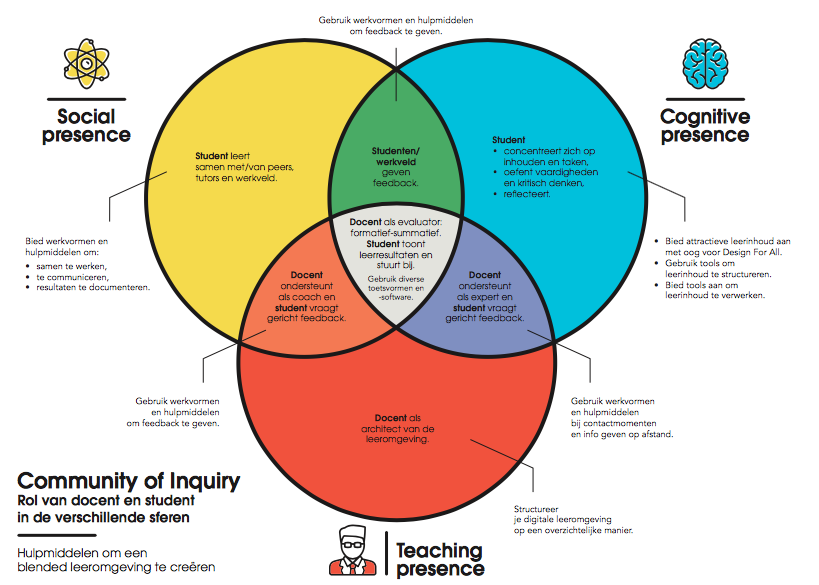 Gebruik werkvormen en hulpmiddelen
om feedback te geven.
Social
presence
Cognitive
presence
Student leert
samen met/van peers,
tutors en werkveld.
Studenten/
werkveld
geven
feedback.
Student
• concentreert zich op
inhouden en taken,
• oefent vaardigheden
en kritisch denken,
• reflecteert.
Bied werkvormen en
hulpmiddelen om:
• samen te werken,
• te communiceren,
• resultaten te documenteren.
Docent als evaluator:
formatief-summatief.
Student toont
leerresultaten en
stuurt bij.
Gebruik diverse
toetsvormen en
-software.
• Bied attractieve leerinhoud aan
met oog voor Design For All.
• Gebruik tools om
leerinhoud te structureren.
• Bied tools aan om
leerinhoud te verwerken.
Docent
ondersteunt
als coach en
student vraagt
gericht feedback.
Docent
ondersteunt
als expert en
student vraagt
gericht feedback.
Gebruik werkvormen
en hulpmiddelen
om feedback te geven.
Gebruik werkvormen
en hulpmiddelen
bij contactmomenten
en info geven op afstand.
Docent als
architect van de
leeromgeving.
Community of Inquiry
Rol van docent en student
in de verschillende sferen
Hulpmiddelen om een
blended leeromgeving te creëren
Structureer
je digitale leeromgeving
op een overzichtelijke manier.
Teaching
presence